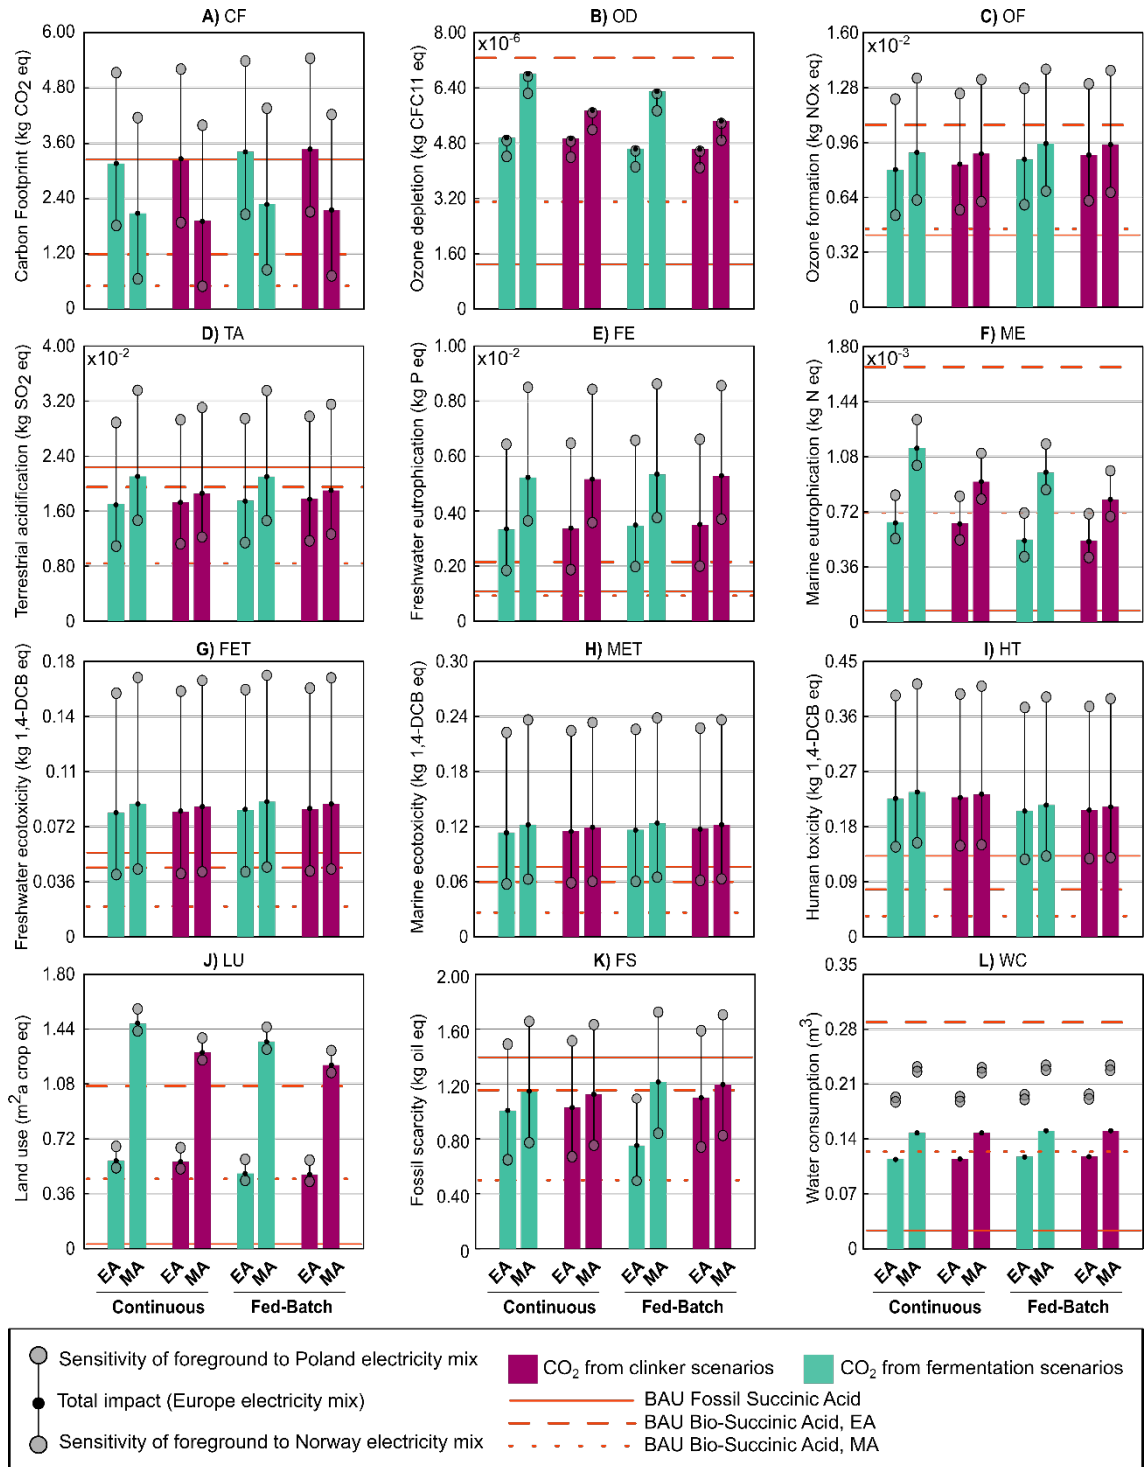 A) CF
Carbon Footprint (kg CO2 eq)
6.00
4.80
3.60
2.40
1.20
0
B) OD
Ozone depletion (kg CFC11 eq)
x10-6
8.00
6.40
4.80
3.20
1.60
0
C) OF
Ozone formation (kg NOx eq)
x10-2
1.60
1.28
0.96
0.64
0.32
0
D) TA
Terrestrial acidification (kg SO2 eq)
x10-2
4.00
3.20
2.40
1.60
0.80
0
E) FE
Freshwater eutrophication (kg P eq)
x10-2
1.00
0.80
0.60
0.40
0.20
0
F) ME
Marine eutrophication (kg N eq)
x10-3
1.80
1.44
1.08
0.72
0.36
0
G) FET
Freshwater ecotoxicity (kg 1,4-DCB eq)
0.18
0.14
0.11
0.072
0.036
0
H) MET
Marine ecotoxicity (kg 1,4-DCB eq)
0.30
0.24
0.18
0.12
0.06
0
I) HT
Human toxicity (kg 1,4-DCB eq)
0.45
0.36
0.27
0.18
0.09
0
J) LU
Land use (m2a crop eq)
1.80
1.44
1.08
0.72
0.36
0
EA MA EA MA EA MA EA MA
Continuous Fed-Batch
K) FS
Fossil scarcity (kg oil eq)
2.00
1.60
1.20
0.80
0.40
0
EA MA EA MA EA MA EA MA
Continuous Fed-Batch
L) WC
Water consumption (m3)
0.35
0.28
0.21
0.14
0.07
0
EA MA EA MA EA MA EA MA
Continuous Fed-Batch
Sensitivity of foreground to Poland electricity mix
Total impact (Europe electricity mix)
Sensitivity of foreground to Norway electricity mix
CO2 from clinker scenarios
CO2 from fermentation scenarios
BAU Fossil Succinic Acid
BAU Bio-Succinic Acid, EA
BAU Bio-Succinic Acid, MA